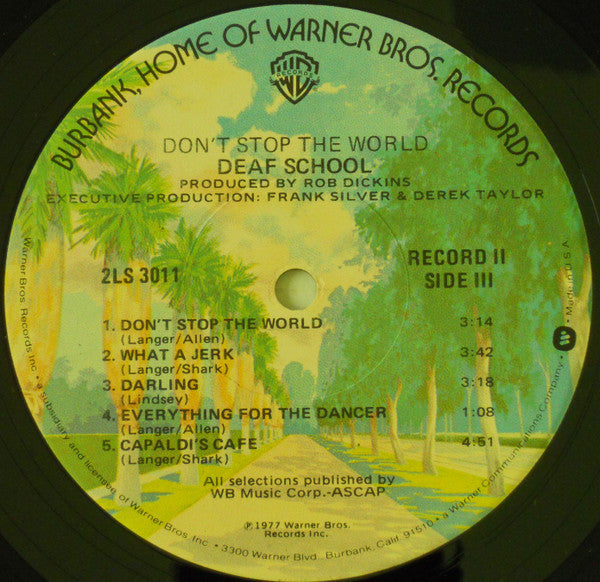 BURBANK, HOME OF WARNER BROS. RECORDS
WB
RECORDS
DON'T STOP THE WORLD
DEAF SCHOOL
PRODUCED BY ROB DICKINS
EXECUTIVE PRODUCTION: FRANK SILVER & DEREK TAYLOR
2LS 3011
RECORD II
SIDE III
1. DON'T STOP THE WORLD 3:14
(Langer/Allen)
2. WHAT A JERK 3:42
(Langer/Shark)
3. DARLING 3:18
(Lindsey)
4. EVERYTHING FOR THE DANCER 1:08
(Langer/Allen)
5. CAPALDI'S CAFE 4:51
(Langer/Shark)
All selections published by
WB Music Corp.-ASCAP
℗1977 Warner Bros.
Records Inc.
Warner Bros. Records Inc. • a subsidiary and licensee of Warner Bros. Inc. • 3300 Warner Blvd. Burbank, Calif. 91510 • a Warner Communications Company • Made in U.S.A. •